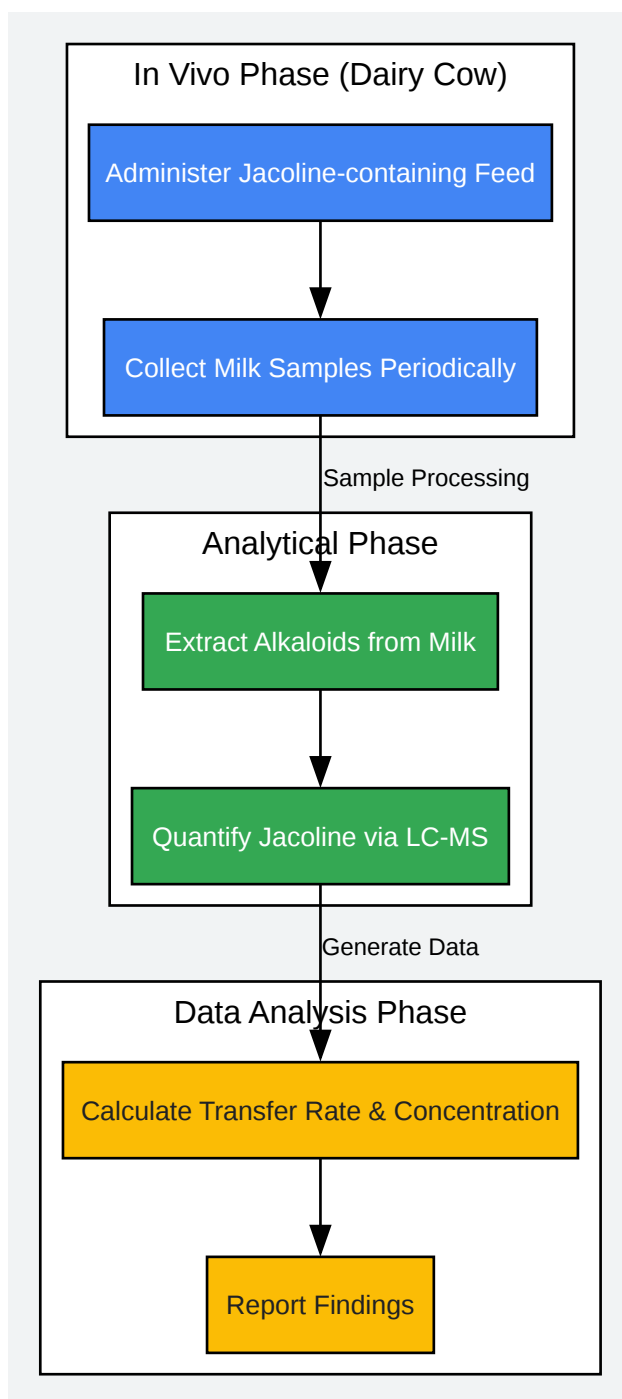 In Vivo Phase (Dairy Cow)
Administer Jacoline-containing Feed
Collect Milk Samples Periodically
Sample Processing
Analytical Phase
Extract Alkaloids from Milk
Quantify Jacoline via LC-MS
Generate Data
Data Analysis Phase
Calculate Transfer Rate & Concentration
Report Findings